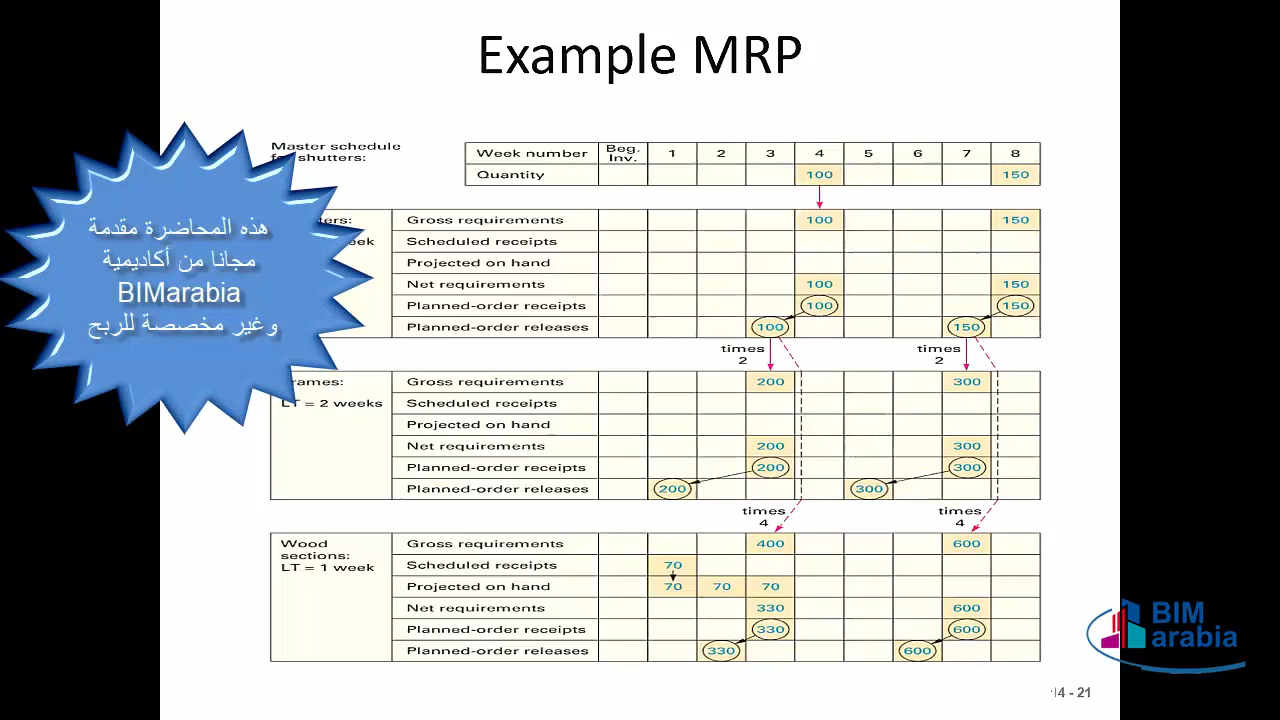 Example MRP
Master schedule
shutters:
Week number Beg. Inv. 1 2 3 4 5 6 7 8
Quantity 100 150
هذه المحاضرة مقدمة
مجانا من أكاديمية
BIMarabia
وغير مخصصة للربح
Gross requirements 100 150
Scheduled receipts
Projected on hand
Net requirements 100 150
Planned-order receipts 100 150
Planned-order releases 100 150
times 2 times 2
Gross requirements 200 300
LT = 2 weeks Scheduled receipts
Projected on hand
Net requirements 200 300
Planned-order receipts 200 300
Planned-order releases 200 300
times 4 times 4
Wood sections: LT = 1 week
Gross requirements 400 600
Scheduled receipts 70
Projected on hand 70 70 70
Net requirements 330 600
Planned-order receipts 330 600
Planned-order releases 330 600
BIM
arabia
14 - 21